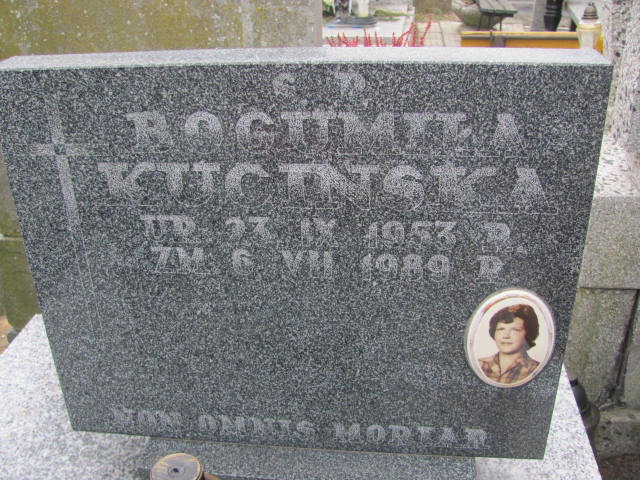 Ś P.
BOGUMIŁA
KUCIŃSKA
UR. 23 IX 1953 R.
ZM. 6 VII 1989 R.
NON OMNIS MORIAR